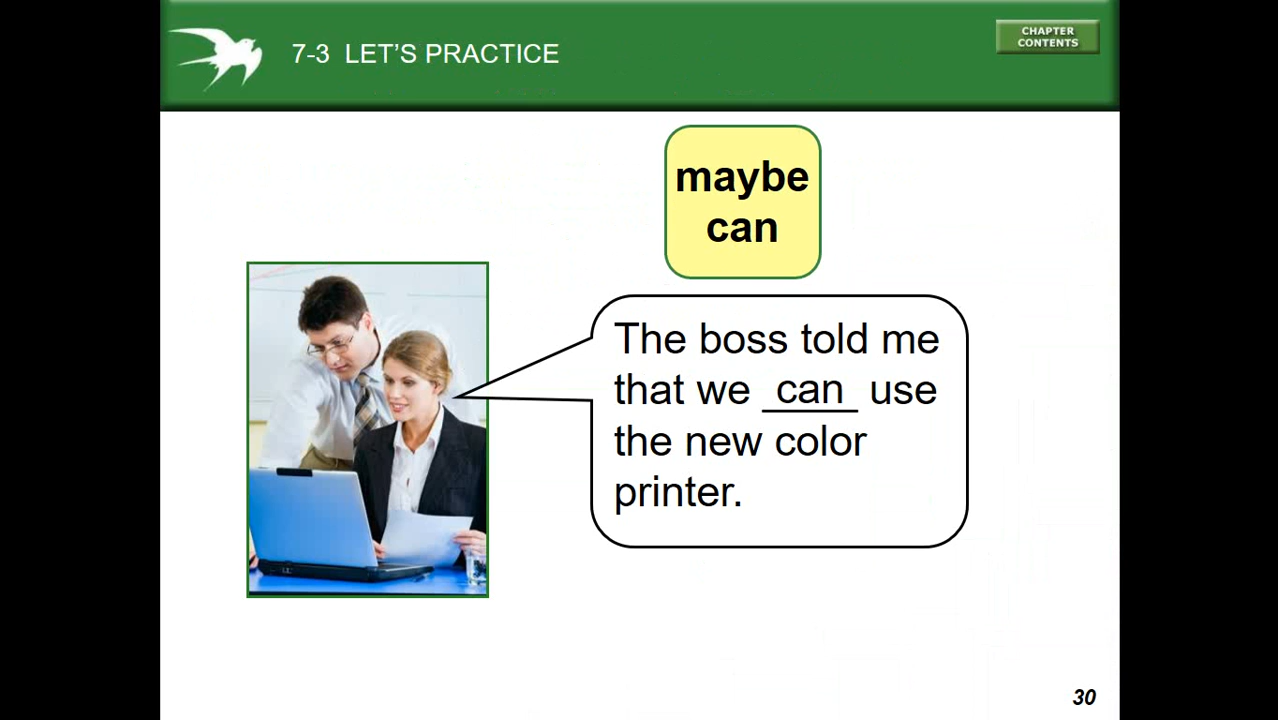 7-3 LET'S PRACTICE
CHAPTER
CONTENTS
maybe
can
The boss told me
that we can use
the new color
printer.
30